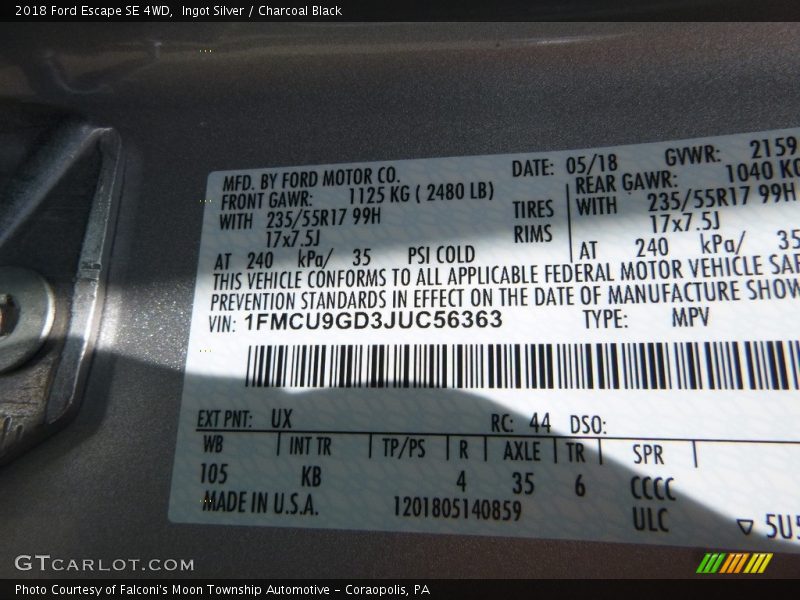 2018 Ford Escape SE 4WD, Ingot Silver / Charcoal Black
MFD. BY FORD MOTOR CO. DATE: 05/18 GVWR: 2159
FRONT GAWR: 1125 KG ( 2480 LB) REAR GAWR: 1040 KG
WITH 235/55R17 99H TIRES WITH 235/55R17 99H
17x7.5J RIMS 17x7.5J
AT 240 kPa/ 35 PSI COLD AT 240 kPa/ 35
THIS VEHICLE CONFORMS TO ALL APPLICABLE FEDERAL MOTOR VEHICLE SAF
PREVENTION STANDARDS IN EFFECT ON THE DATE OF MANUFACTURE SHOW
VIN: 1FMCU9GD3JUC56363 TYPE: MPV
EXT PNT: UX RC: 44 DSO:
WB INT TR TP/PS R AXLE TR SPR
105 KB 4 35 6 CCCC
MADE IN U.S.A. 1201805140859 ULC ▽ 5U5
GTCARLOT.COM
Photo Courtesy of Falconi's Moon Township Automotive - Coraopolis, PA